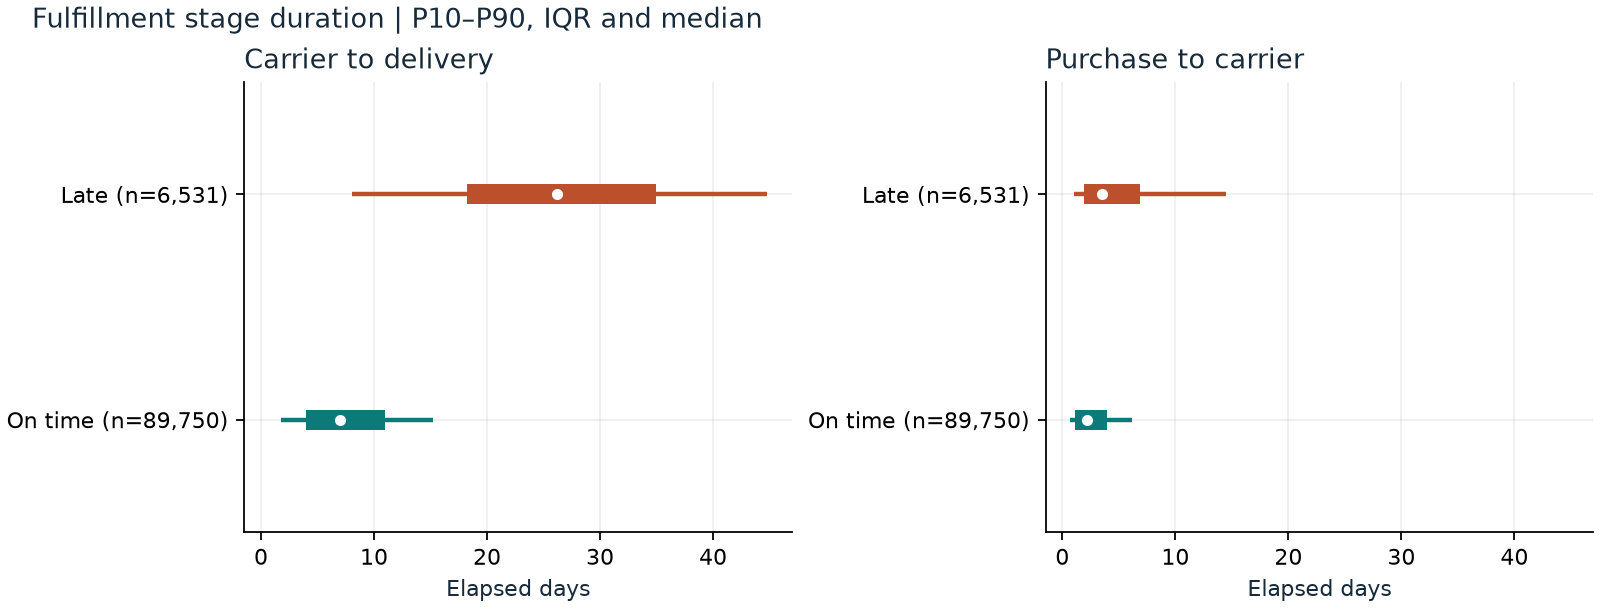 Fulfillment stage duration | P10–P90, IQR and median
Carrier to delivery
Late (n=6,531)
On time (n=89,750)
0 10 20 30 40
Elapsed days
Purchase to carrier
Late (n=6,531)
On time (n=89,750)
0 10 20 30 40
Elapsed days